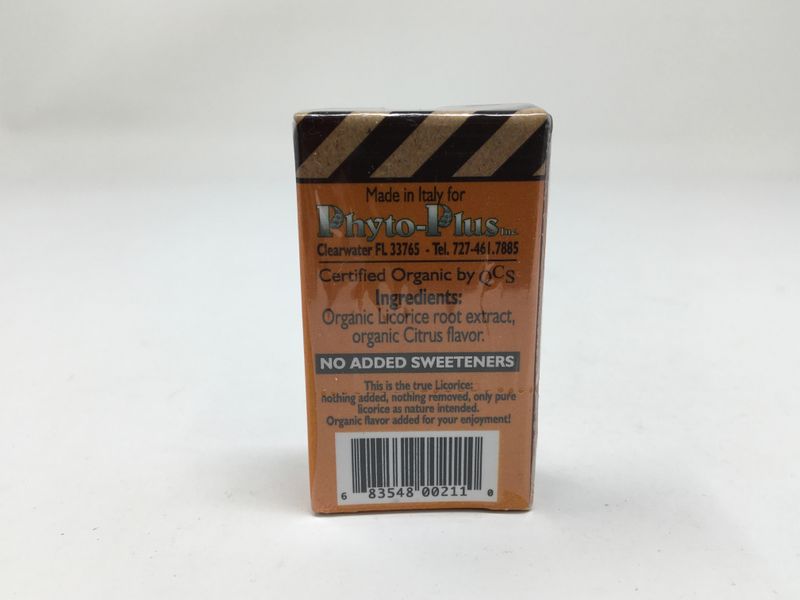 Made in Italy for
Phyto-Plus Inc.
Clearwater FL 33765 - Tel. 727-461.7885
Certified Organic by QCS
Ingredients:
Organic Licorice root extract,
organic Citrus flavor.
NO ADDED SWEETENERS
This is the true Licorice:
nothing added, nothing removed, only pure
licorice as nature intended.
Organic flavor added for your enjoyment!
6 83548 00211 0